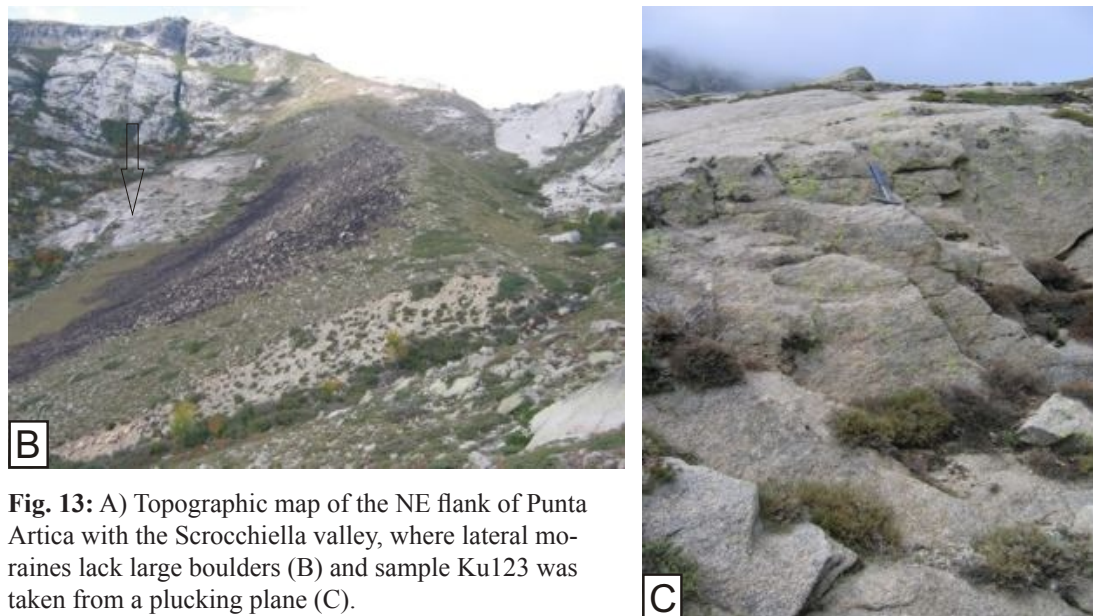 B
C
Fig. 13: A) Topographic map of the NE flank of Punta
Artica with the Scrocchiella valley, where lateral mo-
raines lack large boulders (B) and sample Ku123 was
taken from a plucking plane (C).